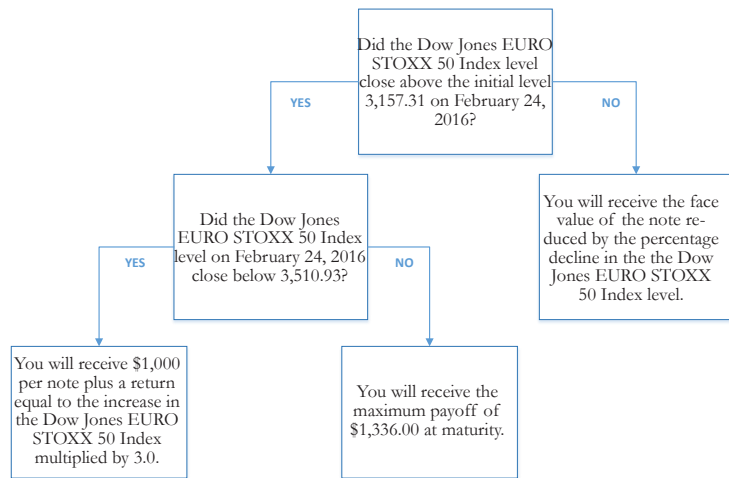 Did the Dow Jones EURO
STOXX 50 Index level
close above the initial level
3,157.31 on February 24,
2016?
YES
NO
Did the Dow Jones
EURO STOXX 50 Index
level on February 24, 2016
close below 3,510.93?
You will receive the face
value of the note re-
duced by the percentage
decline in the the Dow
Jones EURO STOXX
50 Index level.
YES
NO
You will receive $1,000
per note plus a return
equal to the increase in
the Dow Jones EURO
STOXX 50 Index
multiplied by 3.0.
You will receive the
maximum payoff of
$1,336.00 at maturity.